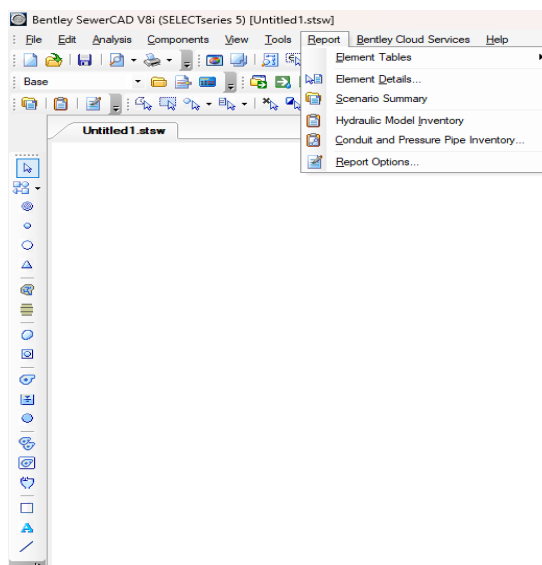 Bentley SewerCAD V8i (SELECTseries 5) [Untitled1.stsw]
File Edit Analysis Components View Tools Report Bentley Cloud Services Help
Element Tables
Base
Element Details...
Scenario Summary
Hydraulic Model Inventory
Untitled1.stsw
Conduit and Pressure Pipe Inventory...
Report Options...
A